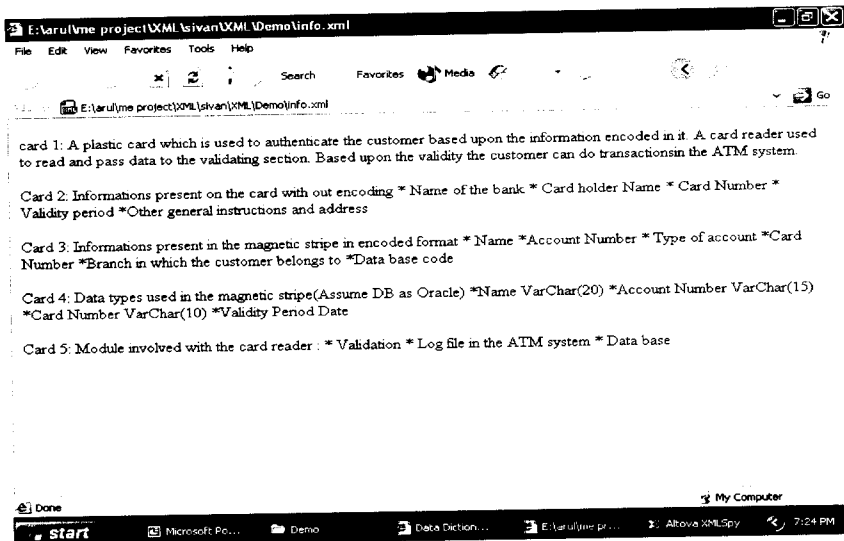 E:\arul\me project\XML\sivan\XML\Demo\info.xml
File Edit View Favorites Tools Help
Search Favorites Media
E:\arul\me project\XML\sivan\XML\Demo\info.xml Go
card 1: A plastic card which is used to authenticate the customer based upon the information encoded in it. A card reader used
to read and pass data to the validating section. Based upon the validity the customer can do transactionsin the ATM system.
Card 2: Informations present on the card with out encoding * Name of the bank * Card holder Name * Card Number *
Validity period *Other general instructions and address
Card 3: Informations present in the magnetic stripe in encoded format * Name *Account Number * Type of account *Card
Number *Branch in which the customer belongs to *Data base code
Card 4: Data types used in the magnetic stripe(Assume DB as Oracle) *Name VarChar(20) *Account Number VarChar(15)
*Card Number VarChar(10) *Validity Period Date
Card 5: Module involved with the card reader : * Validation * Log file in the ATM system * Data base
Done My Computer
start Microsoft Po... Demo Data Diction... E:\arul\me pr... Altova XMLSpy 7:24 PM